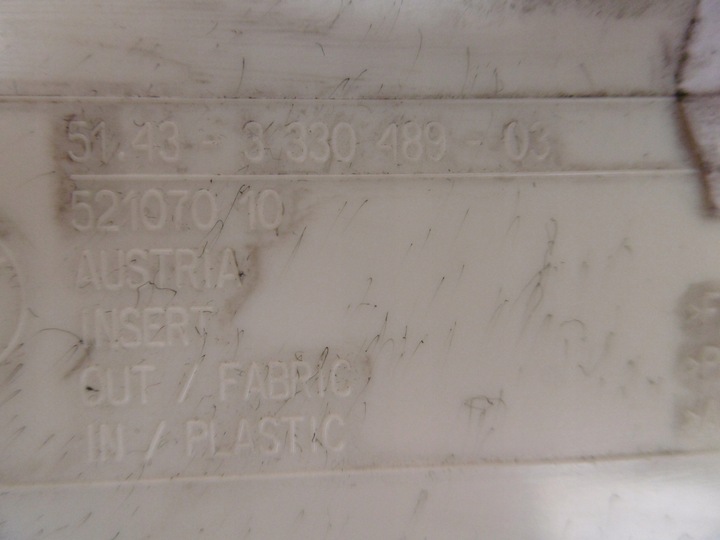 51.43 - 3 330 489 - 03
521070 10
AUSTRIA
INSERT
OUT / FABRIC
IN / PLASTIC